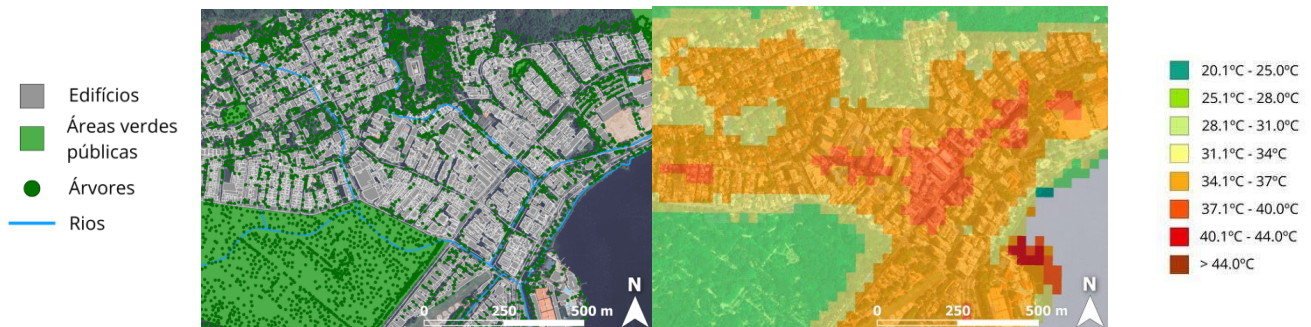 Edifícios
Áreas verdes
públicas
Árvores
Rios
N
0 250 500 m
N
0 250 500 m
20.1ºC - 25.0ºC
25.1ºC - 28.0ºC
28.1ºC - 31.0ºC
31.1ºC - 34ºC
34.1ºC - 37ºC
37.1ºC - 40.0ºC
40.1ºC - 44.0ºC
> 44.0ºC